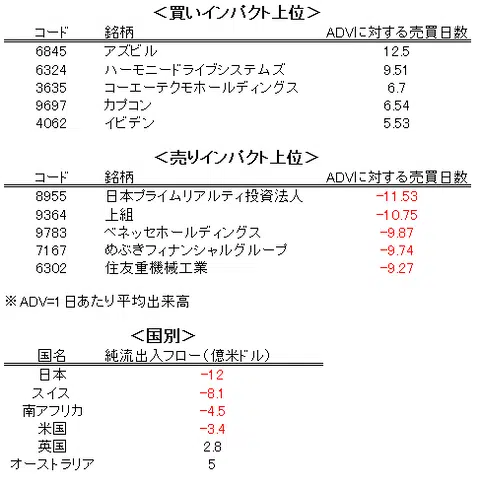 ＜買いインパクト上位＞
コード 銘柄 ADVに対する売買日数
6845 アズビル 12.5
6324 ハーモニードライブシステムズ 9.51
3635 コーエーテクモホールディングス 6.7
9697 カプコン 6.54
4062 イビデン 5.53
＜売りインパクト上位＞
コード 銘柄 ADVに対する売買日数
8955 日本プライムリアルティ投資法人 -11.53
9364 上組 -10.75
9783 ベネッセホールディングス -9.87
7167 めぶきフィナンシャルグループ -9.74
6302 住友重機械工業 -9.27
※ADV=1日あたり平均出来高
＜国別＞
国名 純流出入フロー（億米ドル）
日本 -12
スイス -8.1
南アフリカ -4.5
米国 -3.4
英国 2.8
オーストラリア 5